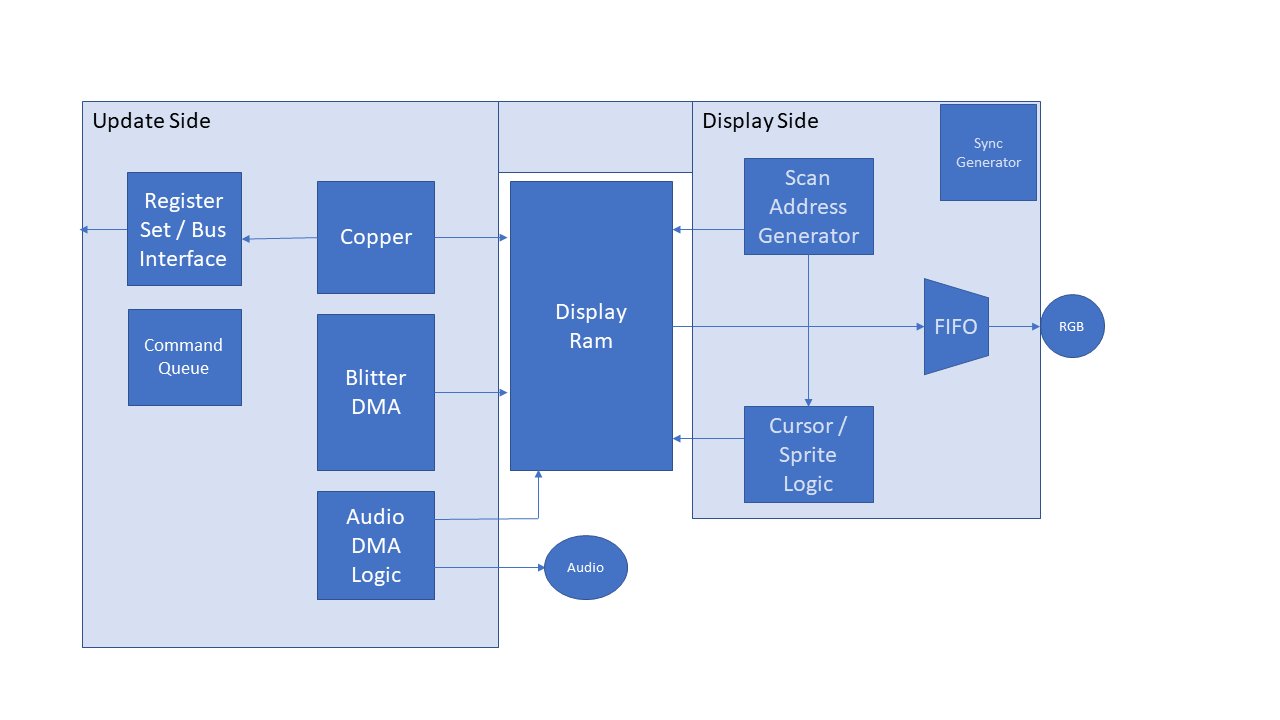 Update Side
Register
Set / Bus
Interface
Copper
Command
Queue
Blitter
DMA
Audio
DMA
Logic
Display
Ram
Audio
Display Side
Sync
Generator
Scan
Address
Generator
FIFO
RGB
Cursor /
Sprite
Logic